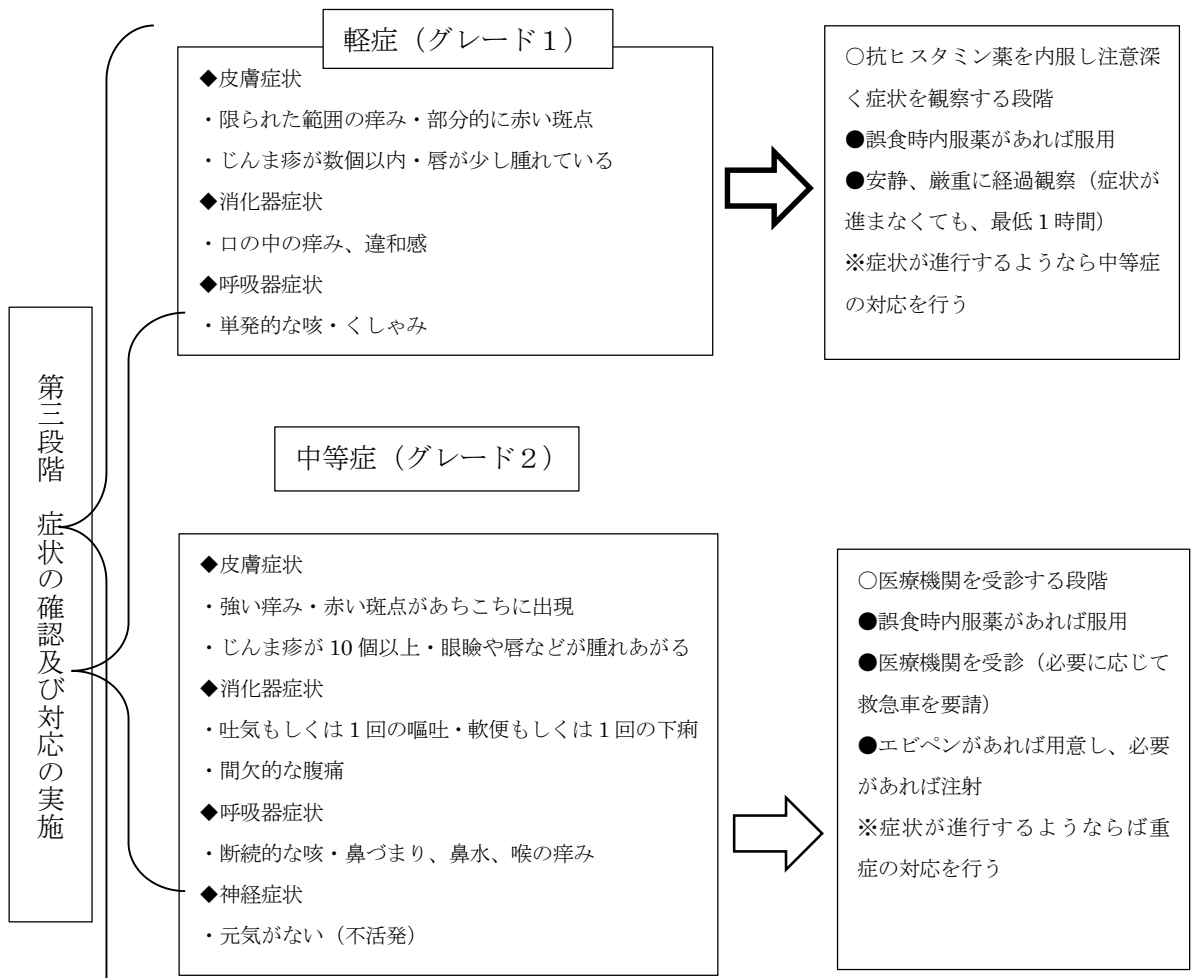 軽症（グレード１）
◆皮膚症状
・限られた範囲の痒み・部分的に赤い斑点
・じんま疹が数個以内・唇が少し腫れている
◆消化器症状
・口の中の痒み、違和感
◆呼吸器症状
・単発的な咳・くしゃみ
○抗ヒスタミン薬を内服し注意深
く症状を観察する段階
●誤食時内服薬があれば服用
●安静、厳重に経過観察（症状が
進まなくても、最低 1 時間）
※症状が進行するようなら中等症
の対応を行う
第三段階　症状の確認及び対応の実施
中等症（グレード２）
◆皮膚症状
・強い痒み・赤い斑点があちこちに出現
・じんま疹が 10 個以上・眼瞼や唇などが腫れあがる
◆消化器症状
・吐気もしくは 1 回の嘔吐・軟便もしくは 1 回の下痢
・間欠的な腹痛
◆呼吸器症状
・断続的な咳・鼻づまり、鼻水、喉の痒み
◆神経症状
・元気がない（不活発）
○医療機関を受診する段階
●誤食時内服薬があれば服用
●医療機関を受診（必要に応じて
救急車を要請）
●エピペンがあれば用意し、必要
があれば注射
※症状が進行するようならば重
症の対応を行う